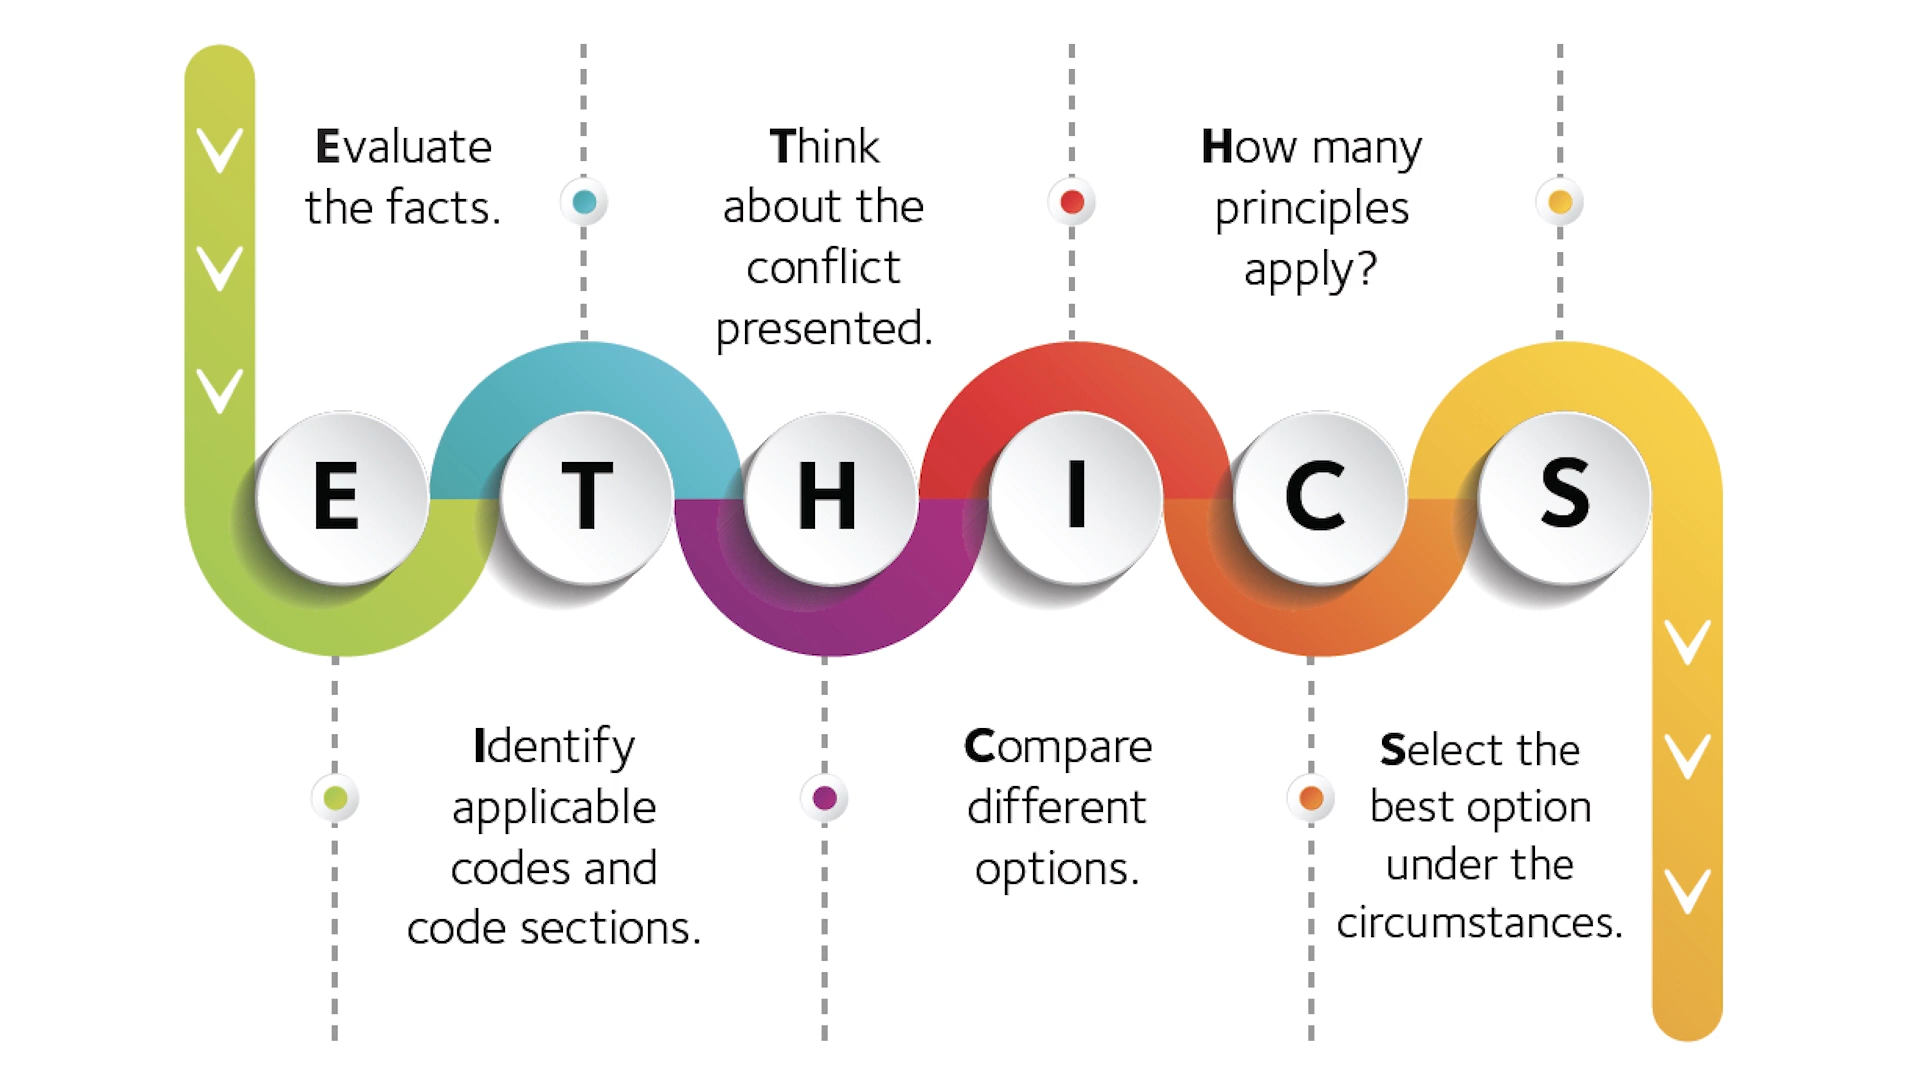 Evaluate
the facts.
Think
about the
conflict
presented.
How many
principles
apply?
E T H I C S
Identify
applicable
codes and
code sections.
Compare
different
options.
Select the
best option
under the
circumstances.